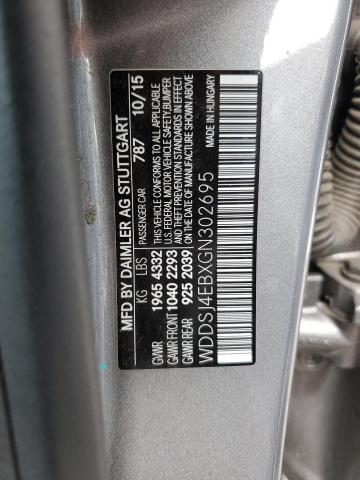 MFD BY DAIMLER AG STUTTGART
PASSENGER CAR 787 10/15
KG LBS
GVWR 1965 4332
GAWR FRONT 1040 2293
GAWR REAR 925 2039
THIS VEHICLE CONFORMS TO ALL APPLICABLE
U.S. FEDERAL MOTOR VEHICLE SAFETY, BUMPER
AND THEFT PREVENTION STANDARDS IN EFFECT
ON THE DATE OF MANUFACTURE SHOWN ABOVE
MADE IN HUNGARY
WDDSJ4EBXGN302695